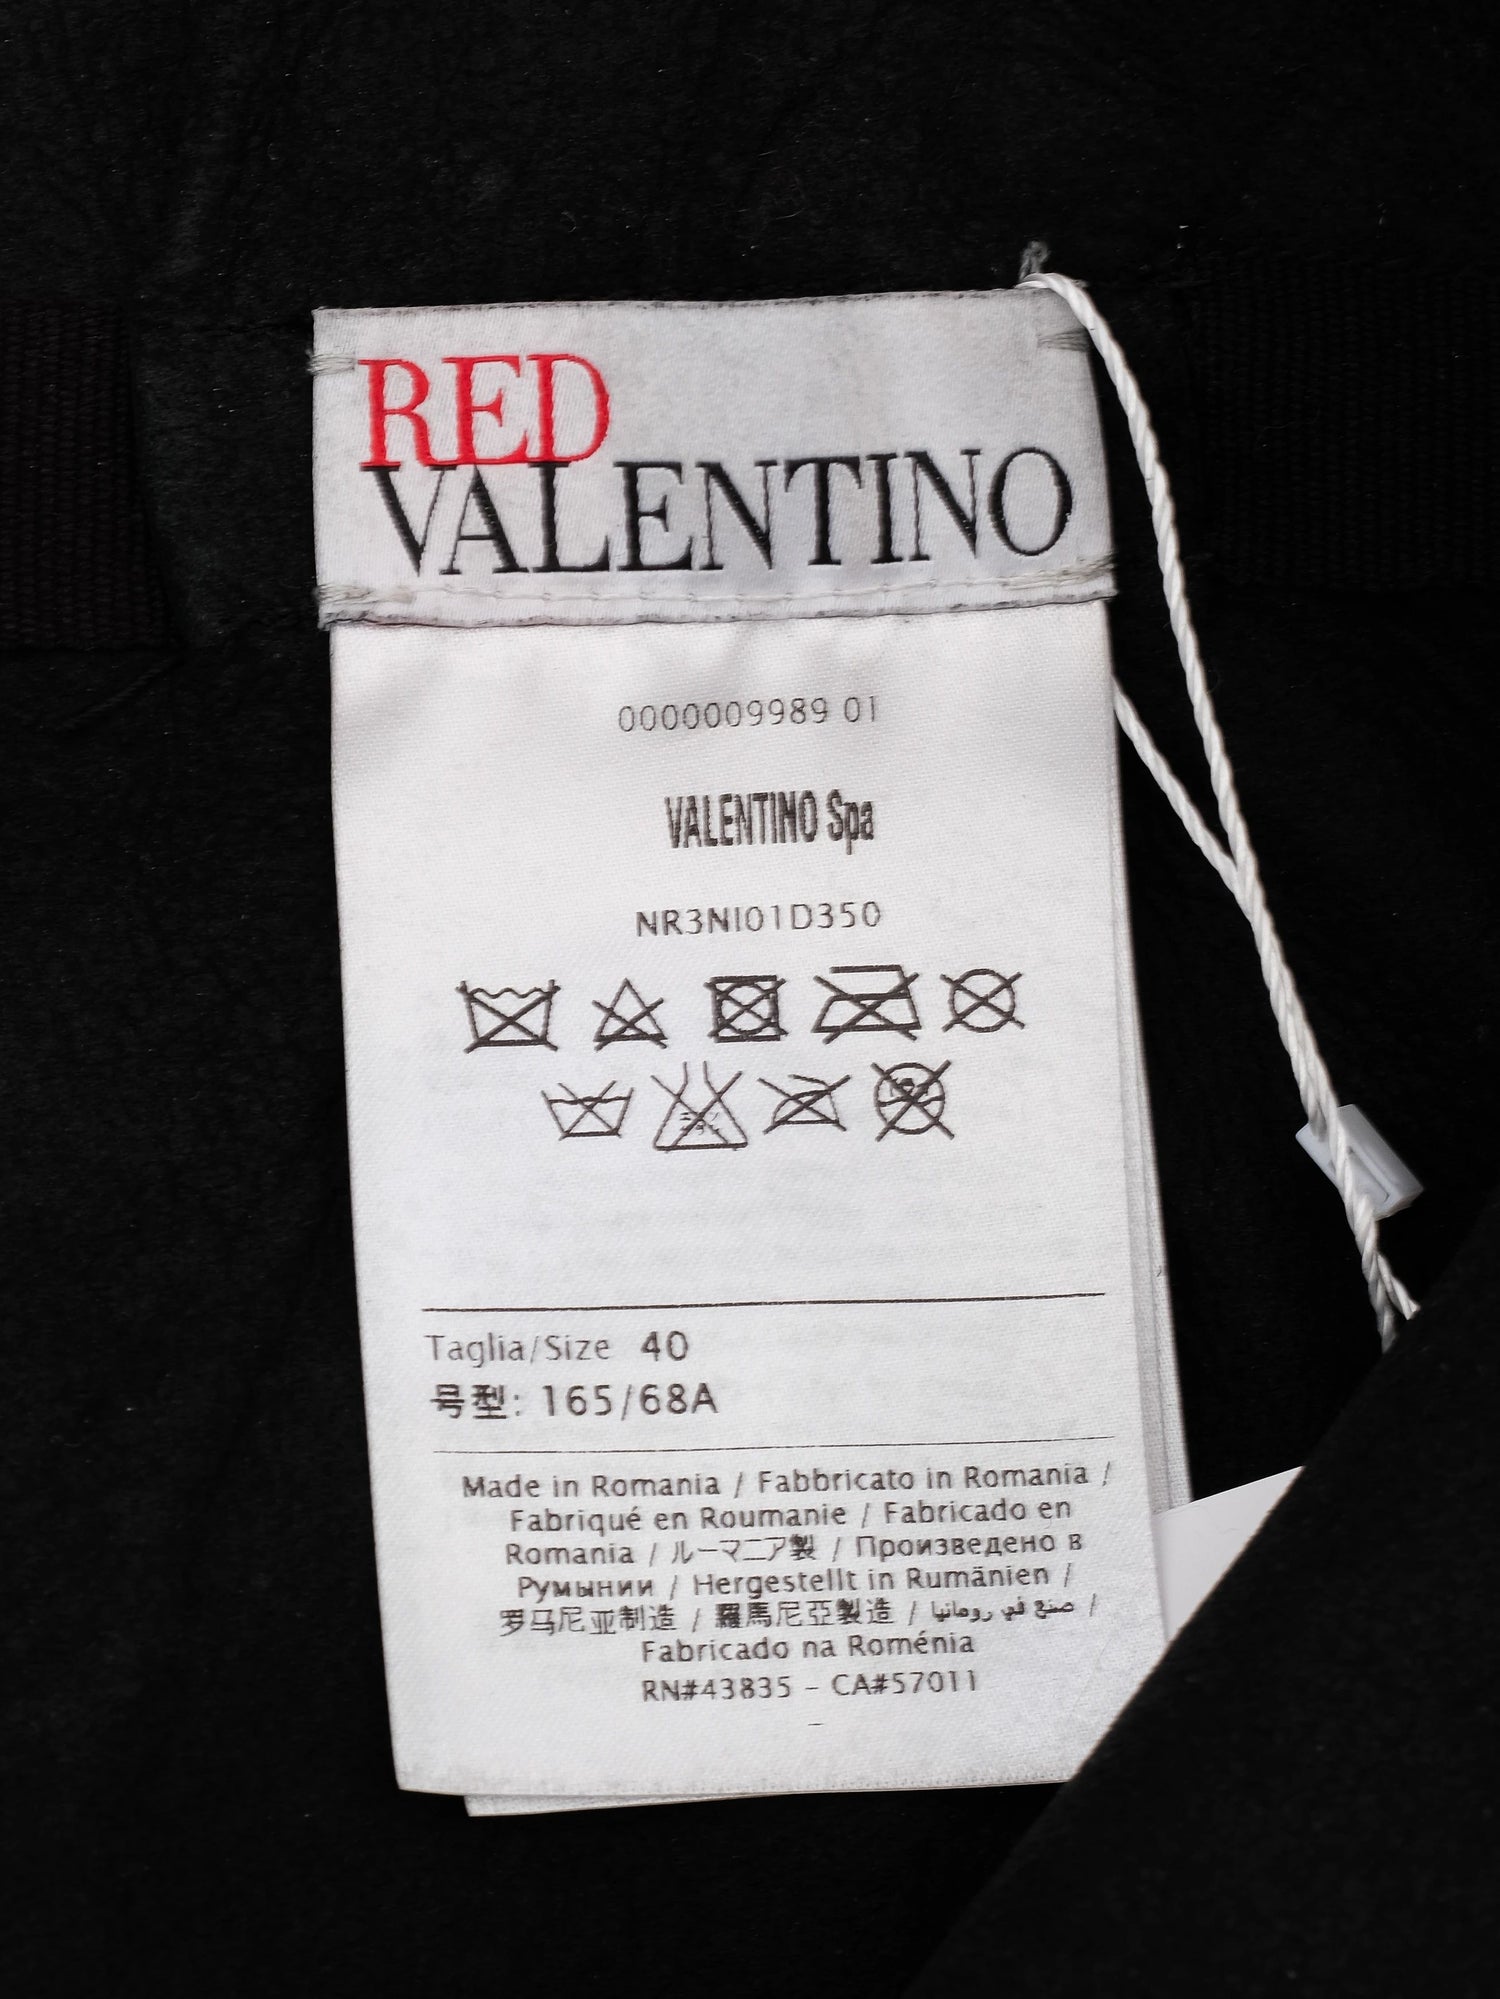 RED
VALENTINO
0000009989 01
VALENTINO Spa
NR3NI01D350
Taglia/Size 40
号型: 165/68A
Made in Romania / Fabbricato in Romania /
Fabriqué en Roumanie / Fabricado en
Romania / ルーマニア製 / Произведено в
Румынии / Hergestellt in Rumänien /
罗马尼亚制造 / 羅馬尼亞製造 / صنع في رومانيا /
Fabricado na Roménia
RN#43835 - CA#57011
-